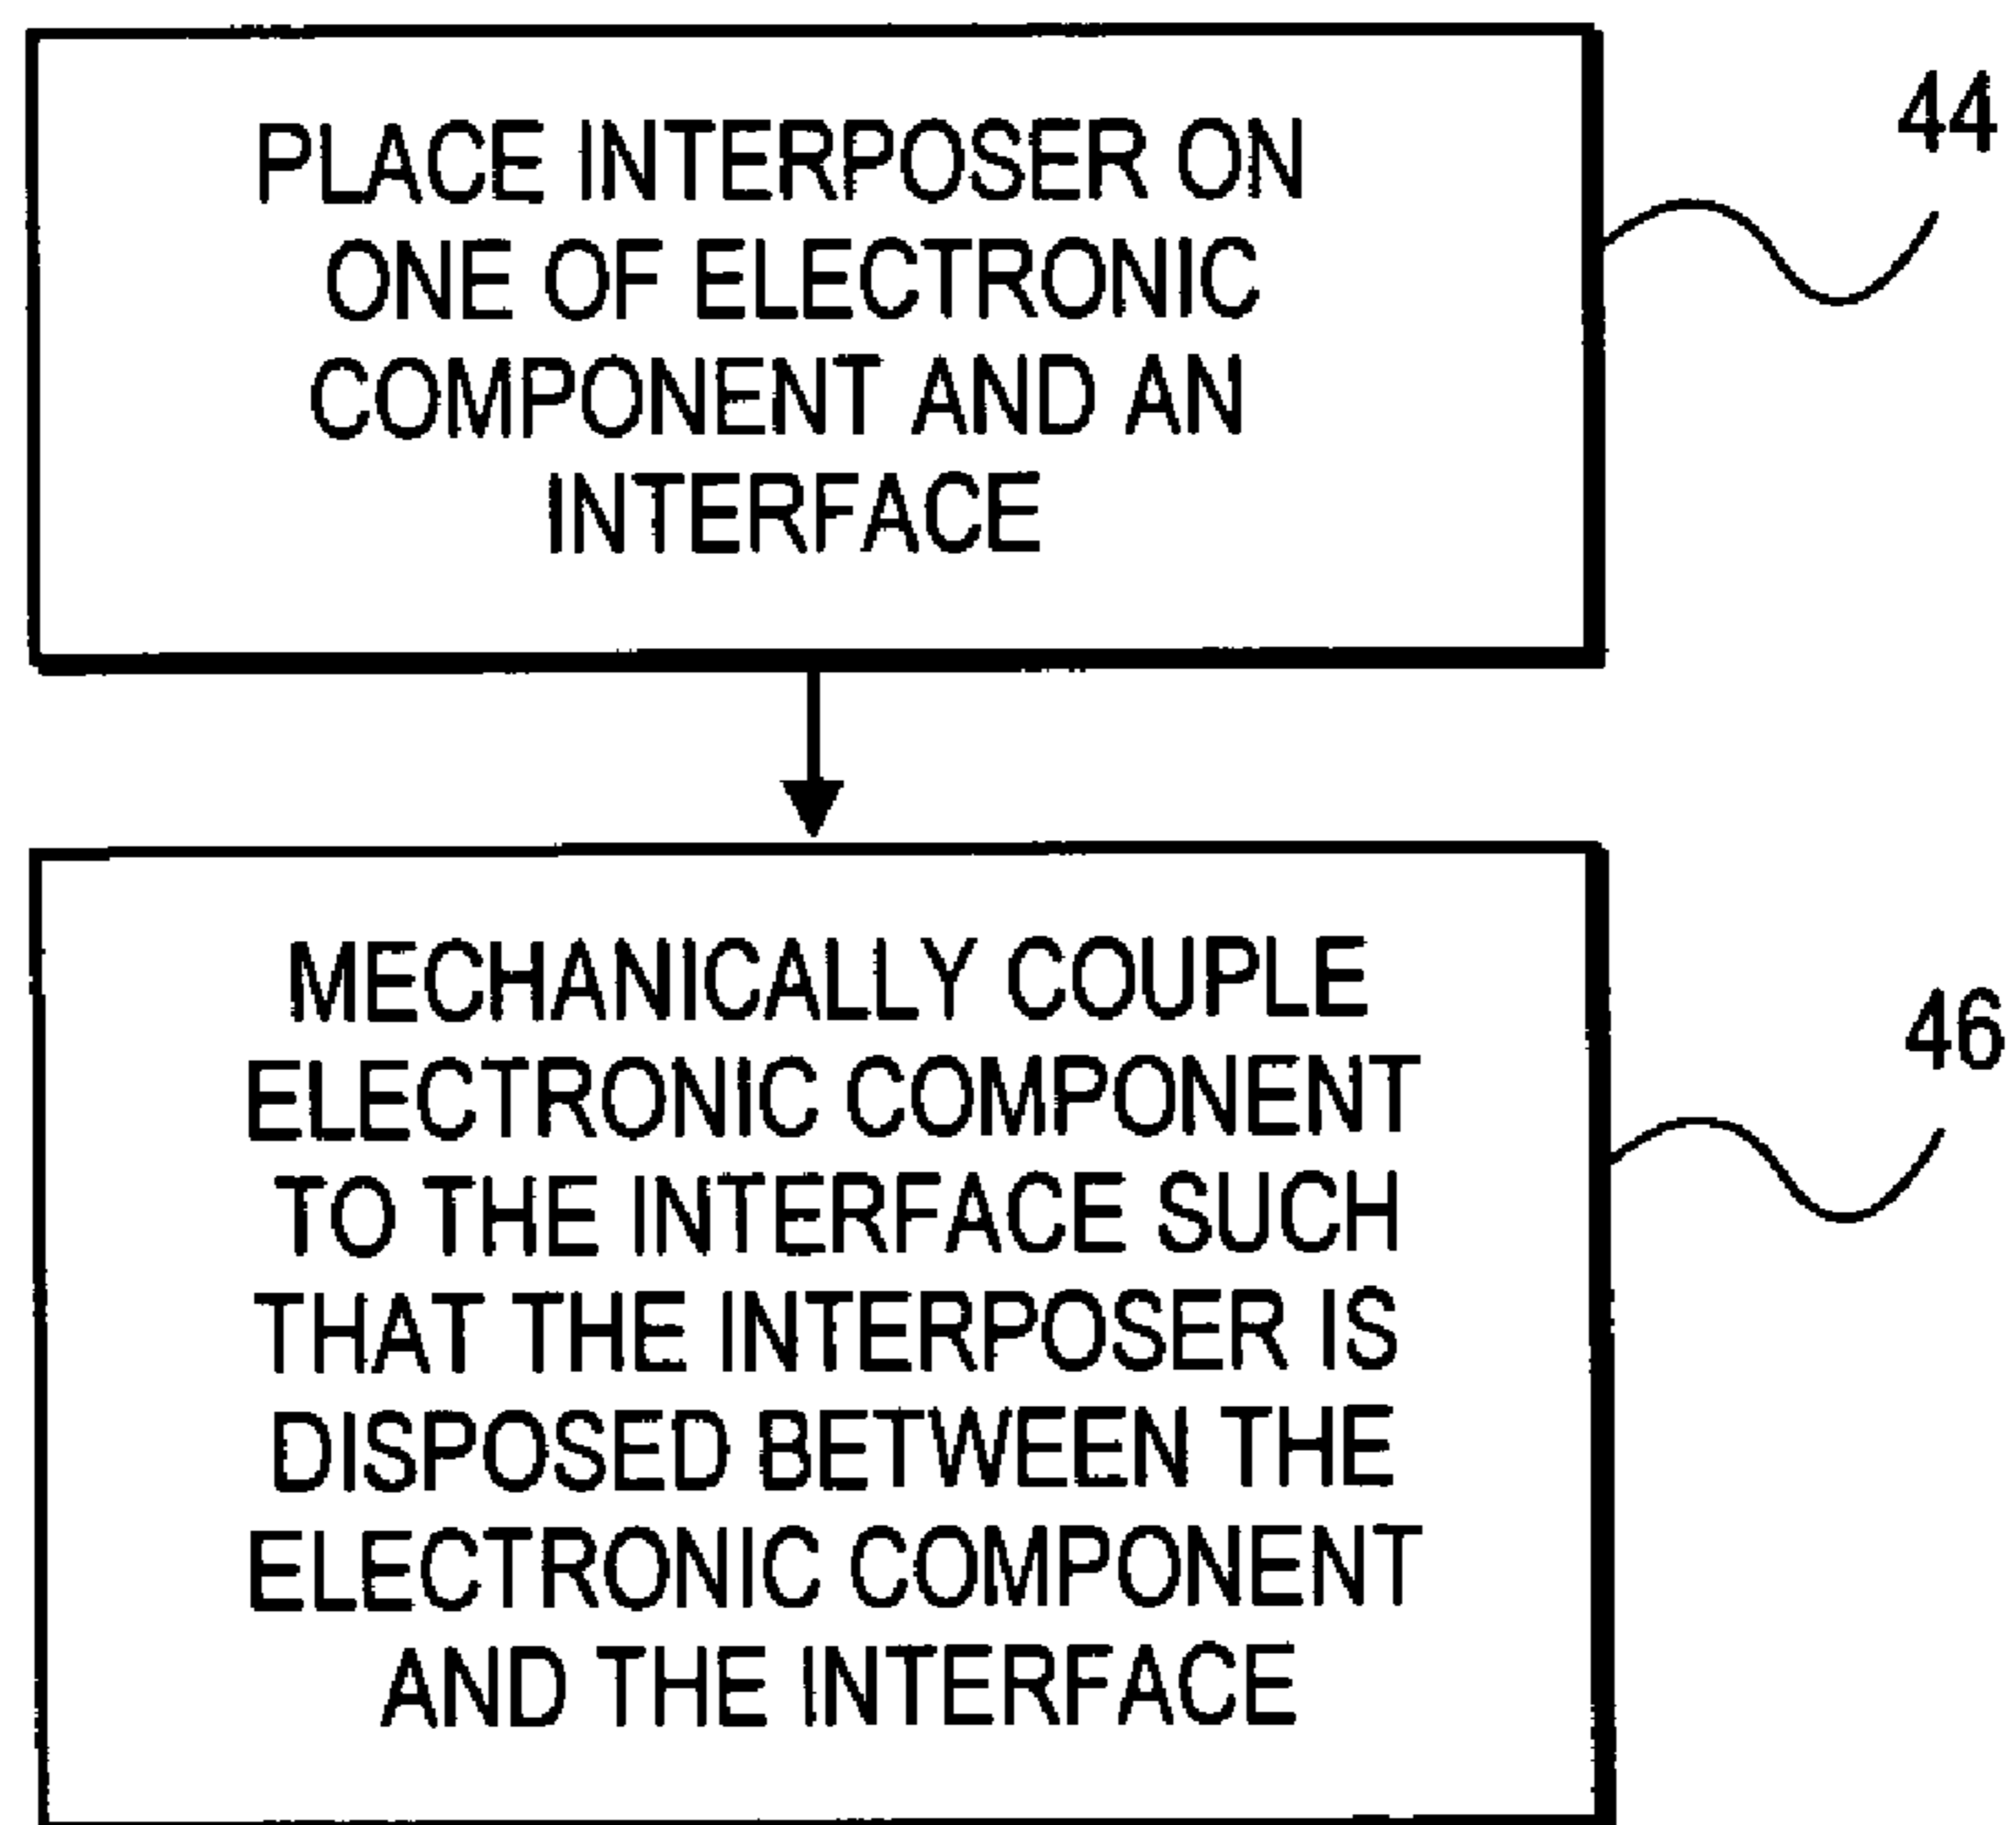 PLACE INTERPOSER ON
ONE OF ELECTRONIC
COMPONENT AND AN
INTERFACE
44
MECHANICALLY COUPLE
ELECTRONIC COMPONENT
TO THE INTERFACE SUCH
THAT THE INTERPOSER IS
DISPOSED BETWEEN THE
ELECTRONIC COMPONENT
AND THE INTERFACE
46